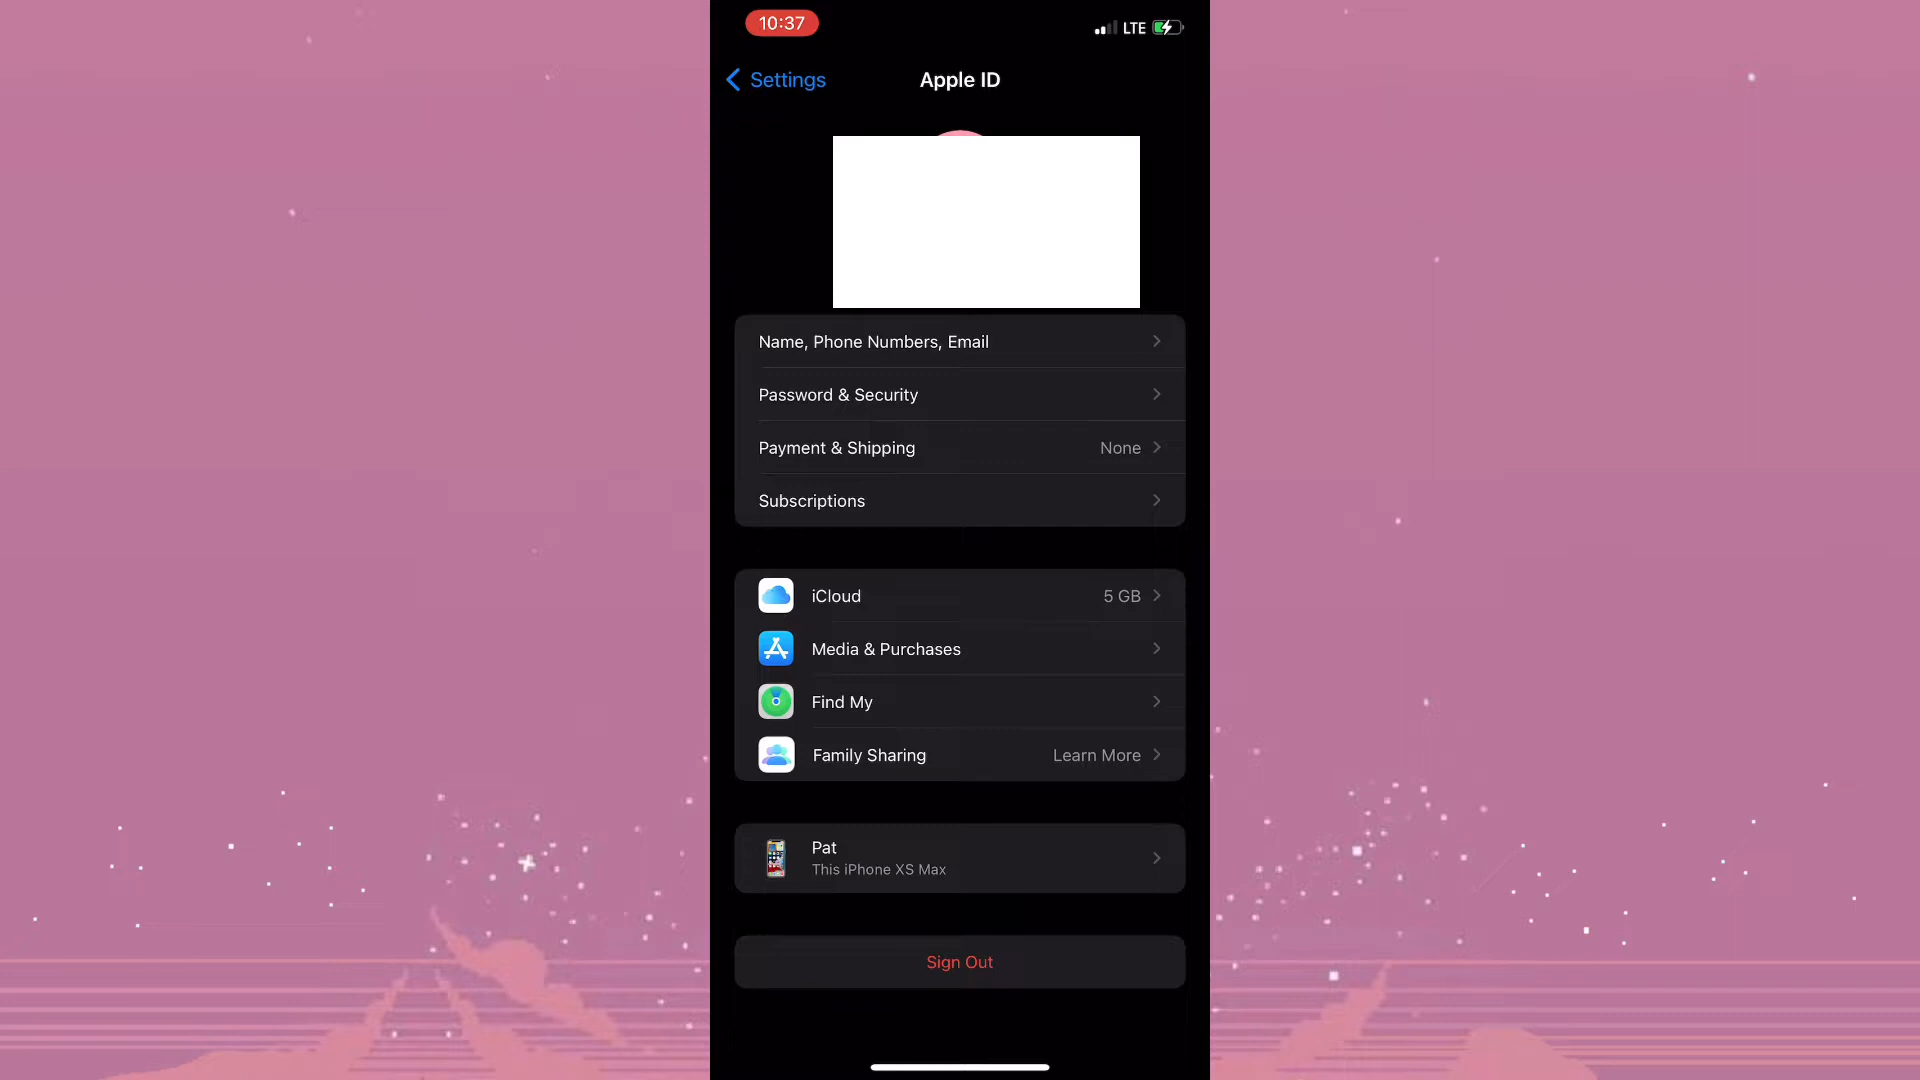 10:37
LTE
Settings
Apple ID
Name, Phone Numbers, Email
Password & Security
Payment & Shipping None
Subscriptions
iCloud 5 GB
Media & Purchases
Find My
Family Sharing Learn More
Pat
This iPhone XS Max
Sign Out